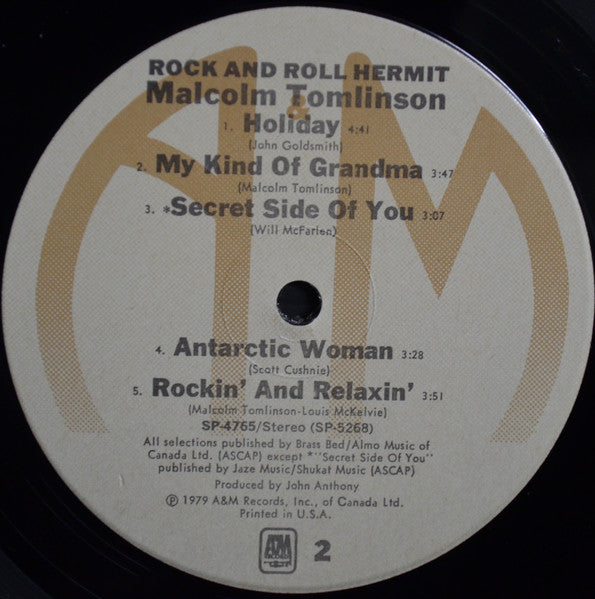 ROCK AND ROLL HERMIT
Malcolm Tomlinson
&
1. Holiday 4:41
(John Goldsmith)
2. My Kind Of Grandma 3:47
(Malcolm Tomlinson)
3. *Secret Side Of You 3:07
(Will McFarlen)
4. Antarctic Woman 3:28
(Scott Cushnie)
5. Rockin' And Relaxin' 3:51
(Malcolm Tomlinson-Louis McKelvie)
SP-4765/Stereo (SP-5268)
All selections published by Brass Bed/Almo Music of
Canada Ltd. (ASCAP) except *"Secret Side Of You"
published by Jaze Music/Shukat Music (ASCAP)
Produced by John Anthony
℗ 1979 A&M Records, Inc., of Canada Ltd.
Printed in U.S.A.
A&M
RECORDS
2